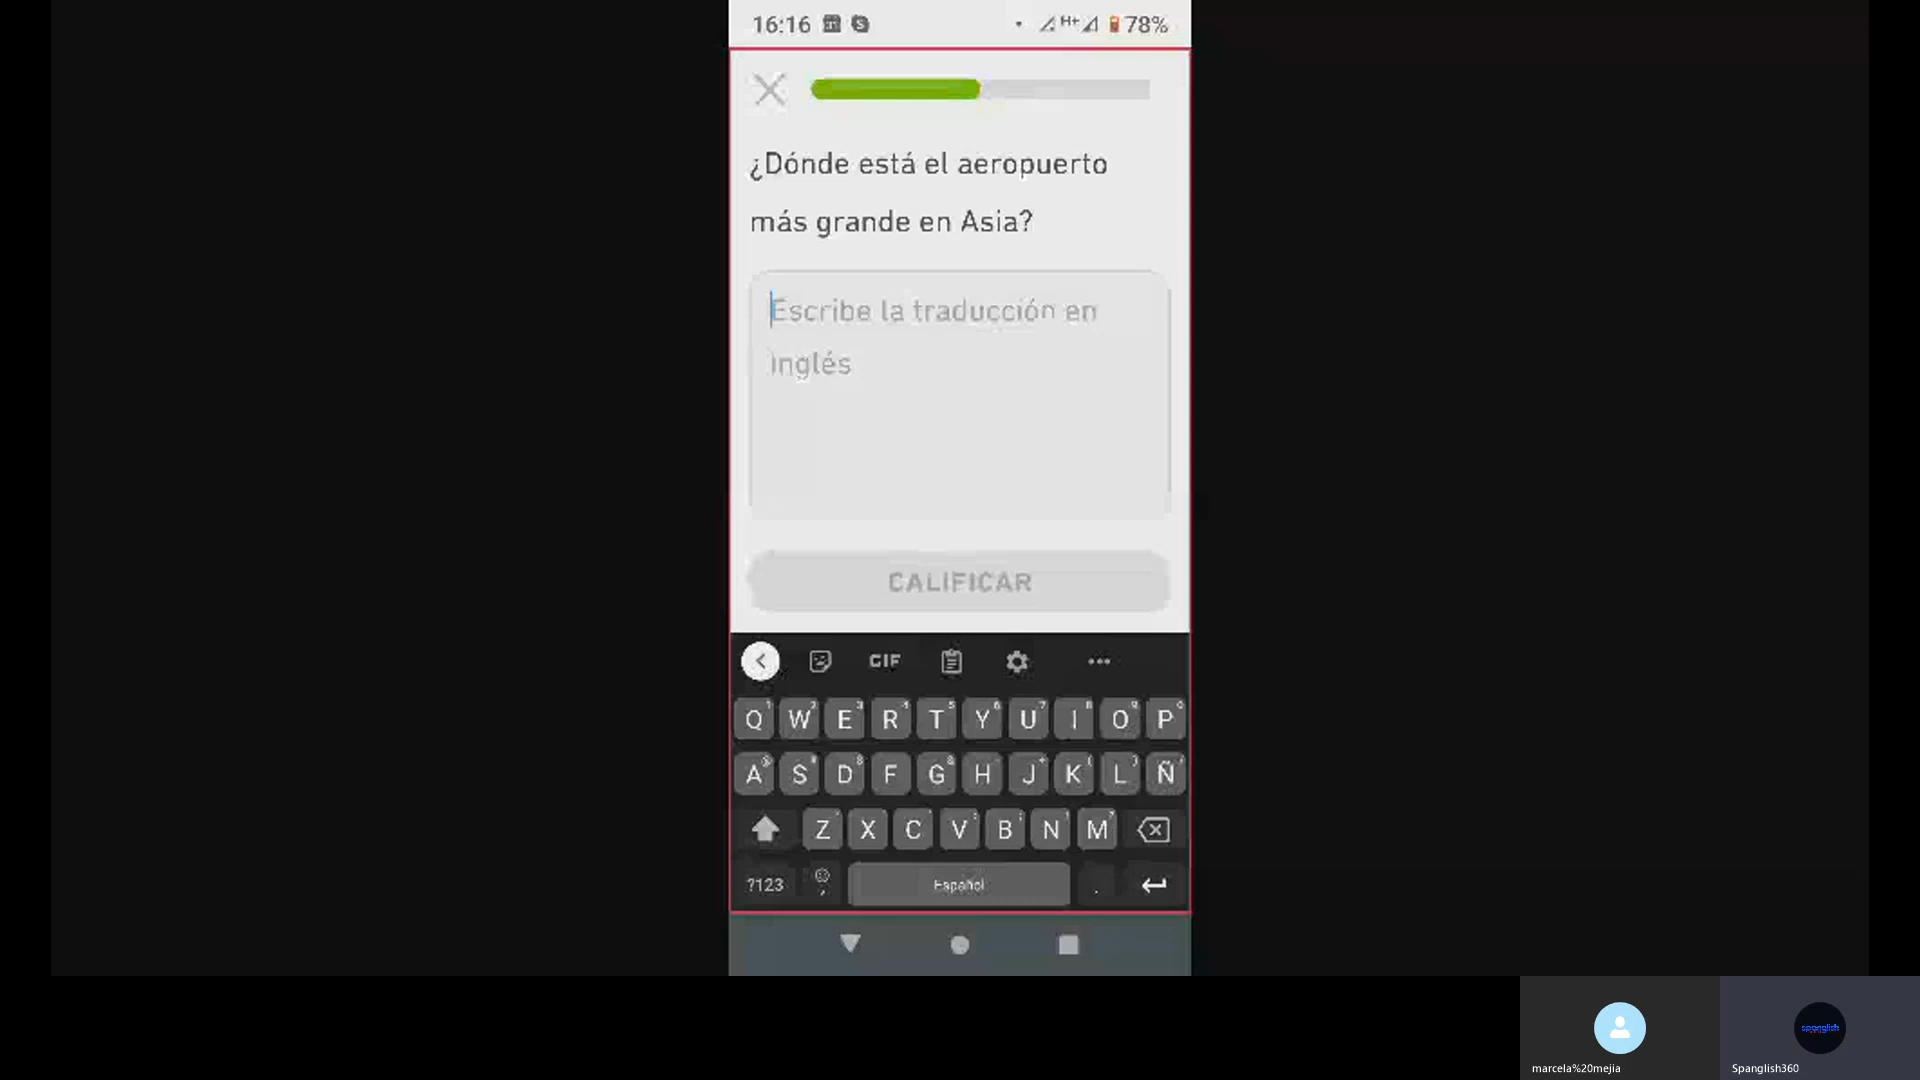 16:16
H+
78%
¿Dónde está el aeropuerto
más grande en Asia?
Escribe la traducción en
inglés
CALIFICAR
GIF
Q W E R T Y U I O P
A S D F G H J K L Ñ
Z X C V B N M
?123 , Español .
marcela%20mejia
spanglish
Spanglish360